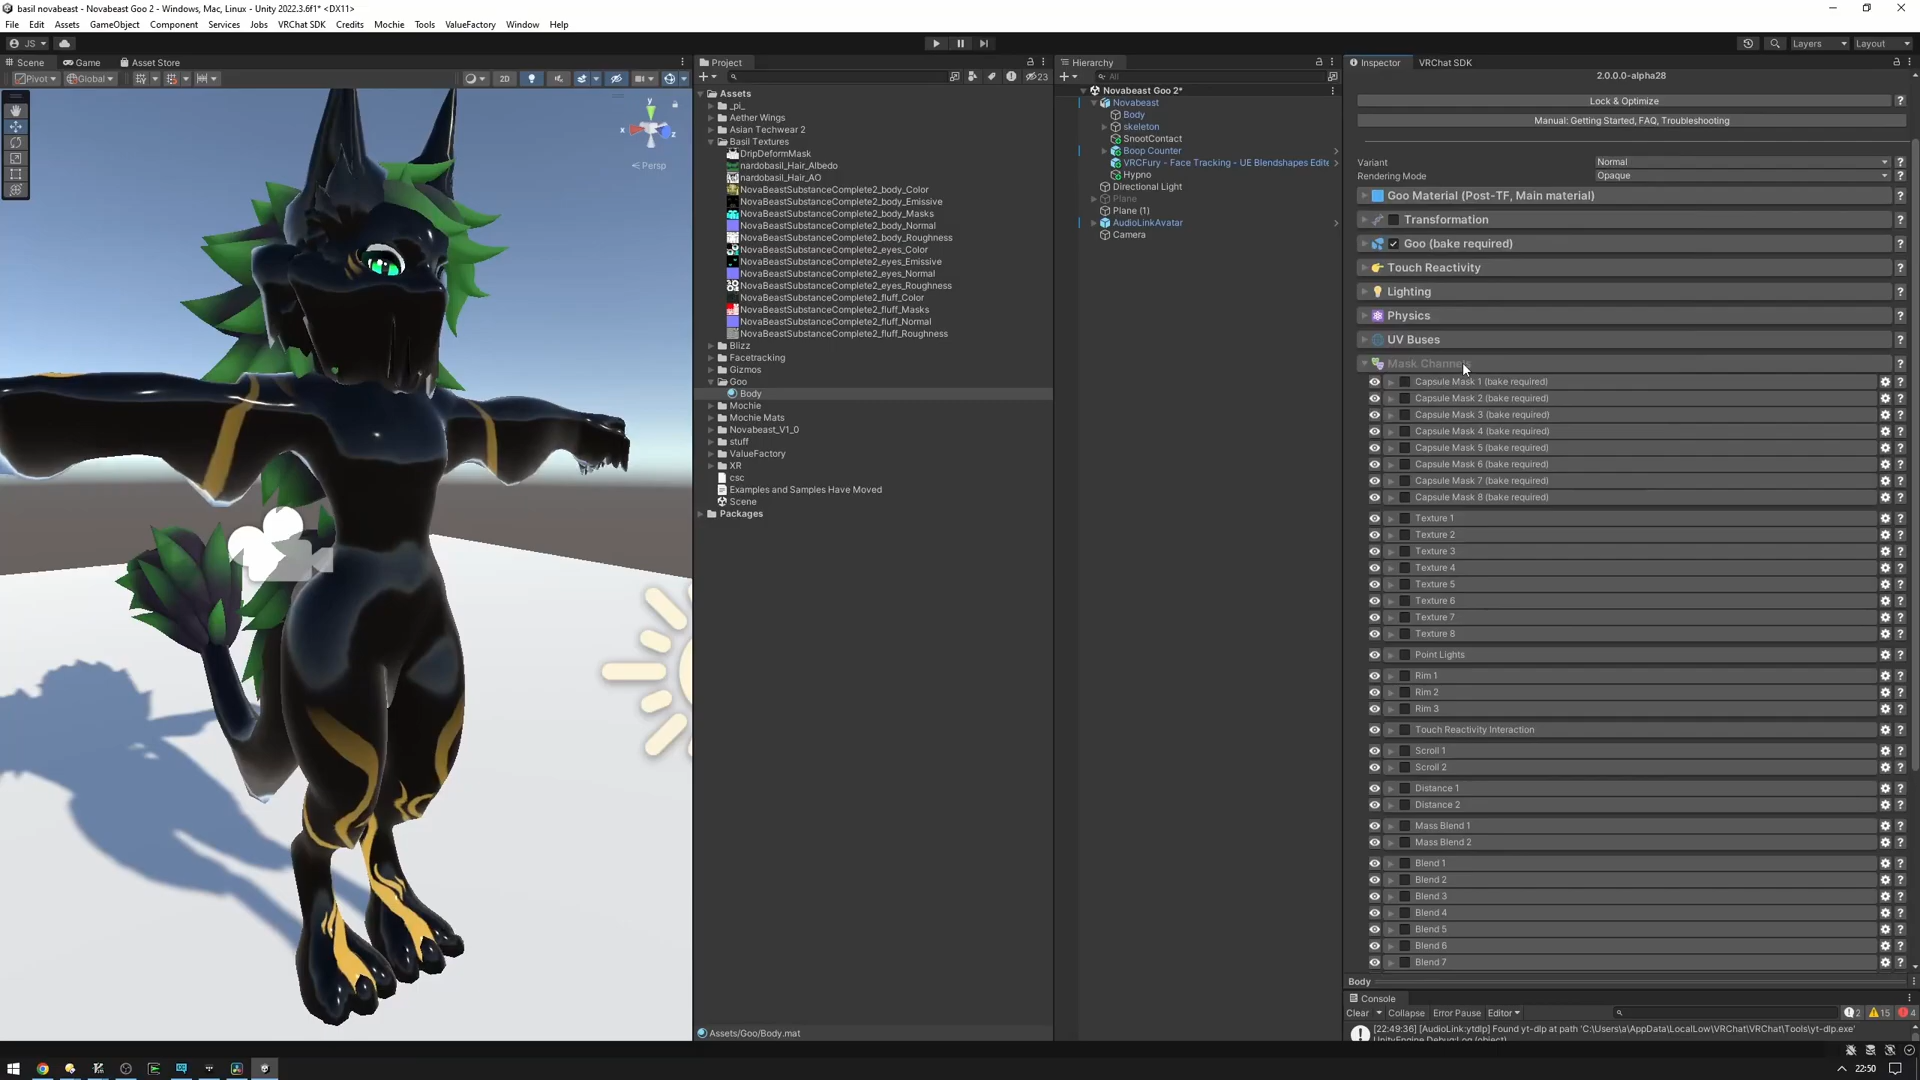 basil novabeast - Novabeast Goo 2 - Windows, Mac, Linux - Unity 2022.3.6f1* <DX11>
File Edit Assets GameObject Component Services Jobs VRChat SDK Credits Mochie Tools ValueFactory Window Help
JS Layers Layout
Scene Game Asset Store
Pivot Global 2D
y
x
z
Persp
Project
23
Assets
_pi_
Aether Wings
Asian Techwear 2
Basil Textures
DripDeformMask
nardobasil_Hair_Albedo
nardobasil_Hair_AO
NovaBeastSubstanceComplete2_body_Color
NovaBeastSubstanceComplete2_body_Emissive
NovaBeastSubstanceComplete2_body_Masks
NovaBeastSubstanceComplete2_body_Normal
NovaBeastSubstanceComplete2_body_Roughness
NovaBeastSubstanceComplete2_eyes_Color
NovaBeastSubstanceComplete2_eyes_Emissive
NovaBeastSubstanceComplete2_eyes_Normal
NovaBeastSubstanceComplete2_eyes_Roughness
NovaBeastSubstanceComplete2_fluff_Color
NovaBeastSubstanceComplete2_fluff_Masks
NovaBeastSubstanceComplete2_fluff_Normal
NovaBeastSubstanceComplete2_fluff_Roughness
Blizz
Facetracking
Gizmos
Goo
Body
Mochie
Mochie Mats
Novabeast_V1_0
stuff
ValueFactory
XR
csc
Examples and Samples Have Moved
Scene
Packages
Assets/Goo/Body.mat
Hierarchy
All
Novabeast Goo 2*
Novabeast
Body
skeleton
SnootContact
Boop Counter
VRCFury - Face Tracking - UE Blendshapes Edite
Hypno
Directional Light
Plane
Plane (1)
AudioLinkAvatar
Camera
Inspector VRChat SDK
2.0.0.0-alpha28
Lock & Optimize ?
Manual: Getting Started, FAQ, Troubleshooting
Variant Normal
Rendering Mode Opaque
Goo Material (Post-TF, Main material) ?
Transformation ?
Goo (bake required) ?
Touch Reactivity ?
Lighting ?
Physics ?
UV Buses ?
Mask Channels ?
Capsule Mask 1 (bake required) ?
Capsule Mask 2 (bake required) ?
Capsule Mask 3 (bake required) ?
Capsule Mask 4 (bake required) ?
Capsule Mask 5 (bake required) ?
Capsule Mask 6 (bake required) ?
Capsule Mask 7 (bake required) ?
Capsule Mask 8 (bake required) ?
Texture 1 ?
Texture 2 ?
Texture 3 ?
Texture 4 ?
Texture 5 ?
Texture 6 ?
Texture 7 ?
Texture 8 ?
Point Lights ?
Rim 1 ?
Rim 2 ?
Rim 3 ?
Touch Reactivity Interaction ?
Scroll 1 ?
Scroll 2 ?
Distance 1 ?
Distance 2 ?
Mass Blend 1 ?
Mass Blend 2 ?
Blend 1 ?
Blend 2 ?
Blend 3 ?
Blend 4 ?
Blend 5 ?
Blend 6 ?
Blend 7 ?
Body
Console
Clear Collapse Error Pause Editor 2 15 4
[22:49:36] [AudioLink:ytdlp] Found yt-dlp at path 'C:\Users\a\AppData\LocalLow\VRChat\VRChat\Tools\yt-dlp.exe'
UnityEngine.Debug:Log (object)
22:50